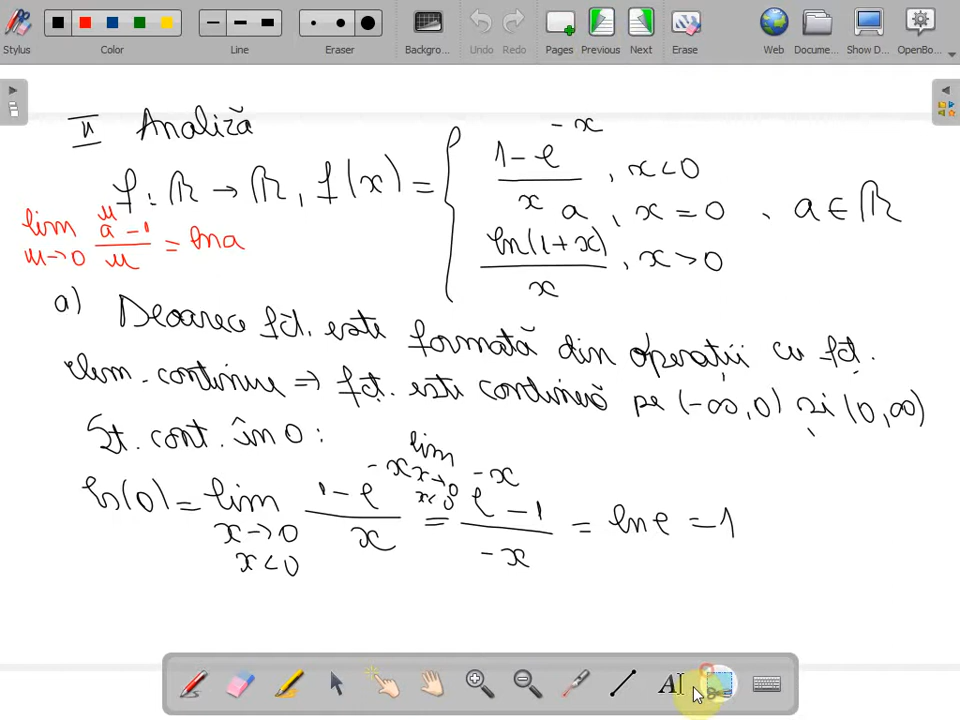 Stylus Color Line Eraser Backgro... Undo Redo Pages Previous Next Erase Web Docume... Show D... OpenBo...
II Analiză
f: ℝ → ℝ, f(x) = { (1 - e^{-x})/x , x < 0
a , x = 0 , a ∈ ℝ
ln(1+x)/x , x > 0
lim_{u→0} (a^u - 1)/u = ln a
a) Deoarece fct. este formată din operații cu fct.
elem. continue ⇒ fct. este continuă pe (-∞,0) și (0,∞)
St. cont. în 0:
ls(0) = lim_{x→0, x<0} (1 - e^{-x})/x = lim_{x→0, x<0} (e^{-x} - 1)/(-x) = ln e = 1